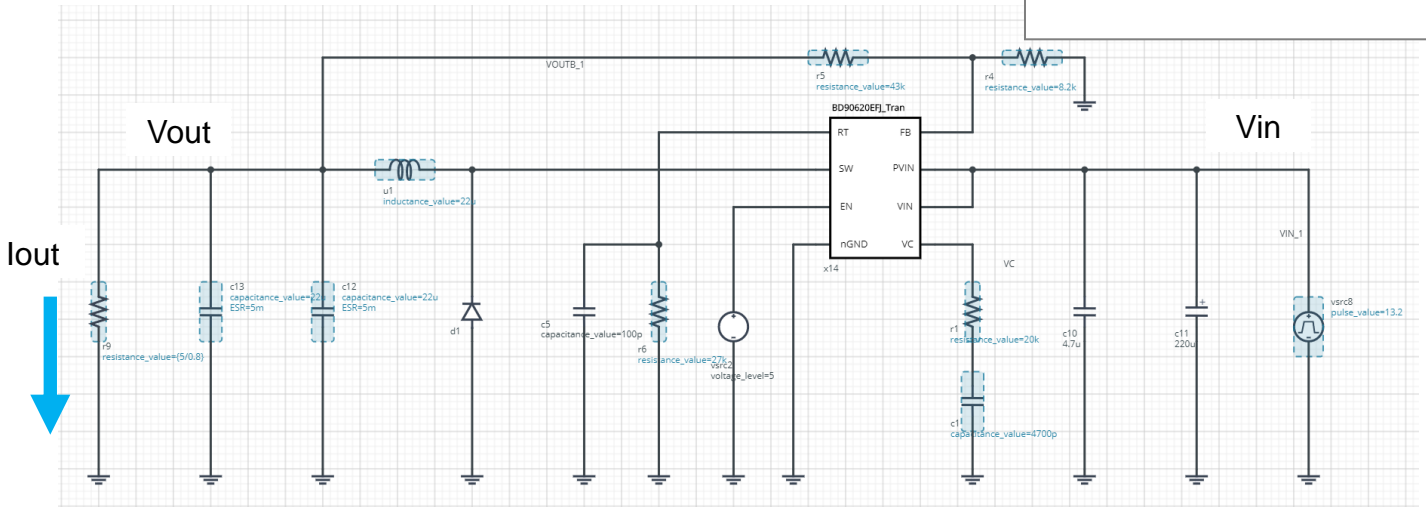 VOUTB_1
r5
resistance_value=43k
r4
resistance_value=8.2k
BD90620EFJ_Tran
Vout
Vin
RT
FB
SW
PVIN
EN
VIN
nGND
VC
x14
u1
inductance_value=22u
VIN_1
VC
Iout
c13
capacitance_value=22u
ESR=5m
c12
capacitance_value=22u
ESR=5m
d1
c5
capacitance_value=100p
r6
resistance_value=27k
vsrc2
voltage_level=5
r1
resistance_value=20k
c10
4.7u
c11
220u
+
vsrc8
pulse_value=13.2
r9
resistance_value={5/0.8}
c1
capacitance_value=4700p